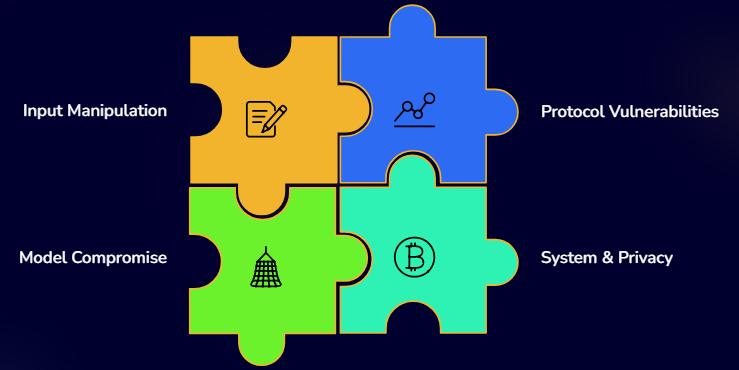 Input Manipulation
Protocol Vulnerabilities
Model Compromise
System & Privacy